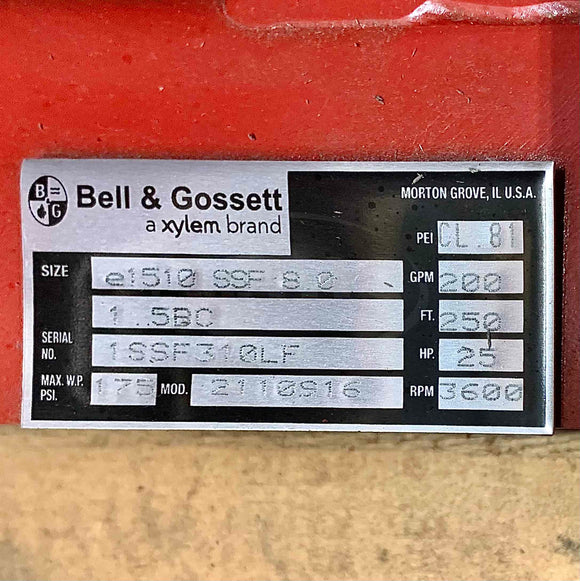 B G
Bell & Gossett
a xylem brand
MORTON GROVE, IL U.S.A.
PEI CL.81
SIZE e1510 SSF 8.0
GPM 200
1..5BC
FT. 250
SERIAL NO. 1SSF310LF
HP. 25
MAX. W.P. PSI. 175 MOD. 2110916
RPM 3600